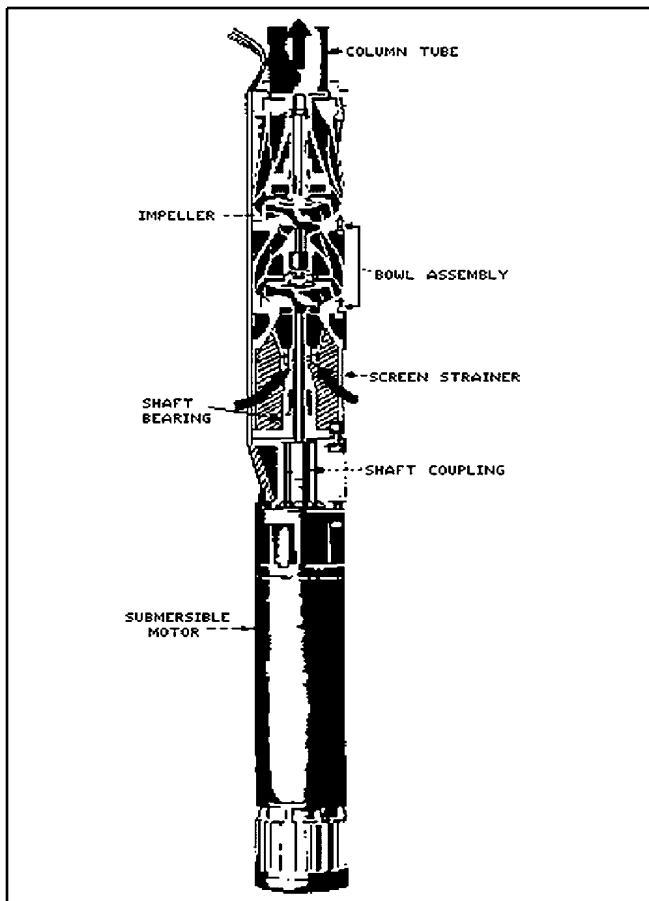 COLUMN TUBE
IMPELLER
BOWL ASSEMBLY
SCREEN STRAINER
SHAFT
BEARING
SHAFT COUPLING
SUBMERSIBLE
MOTOR